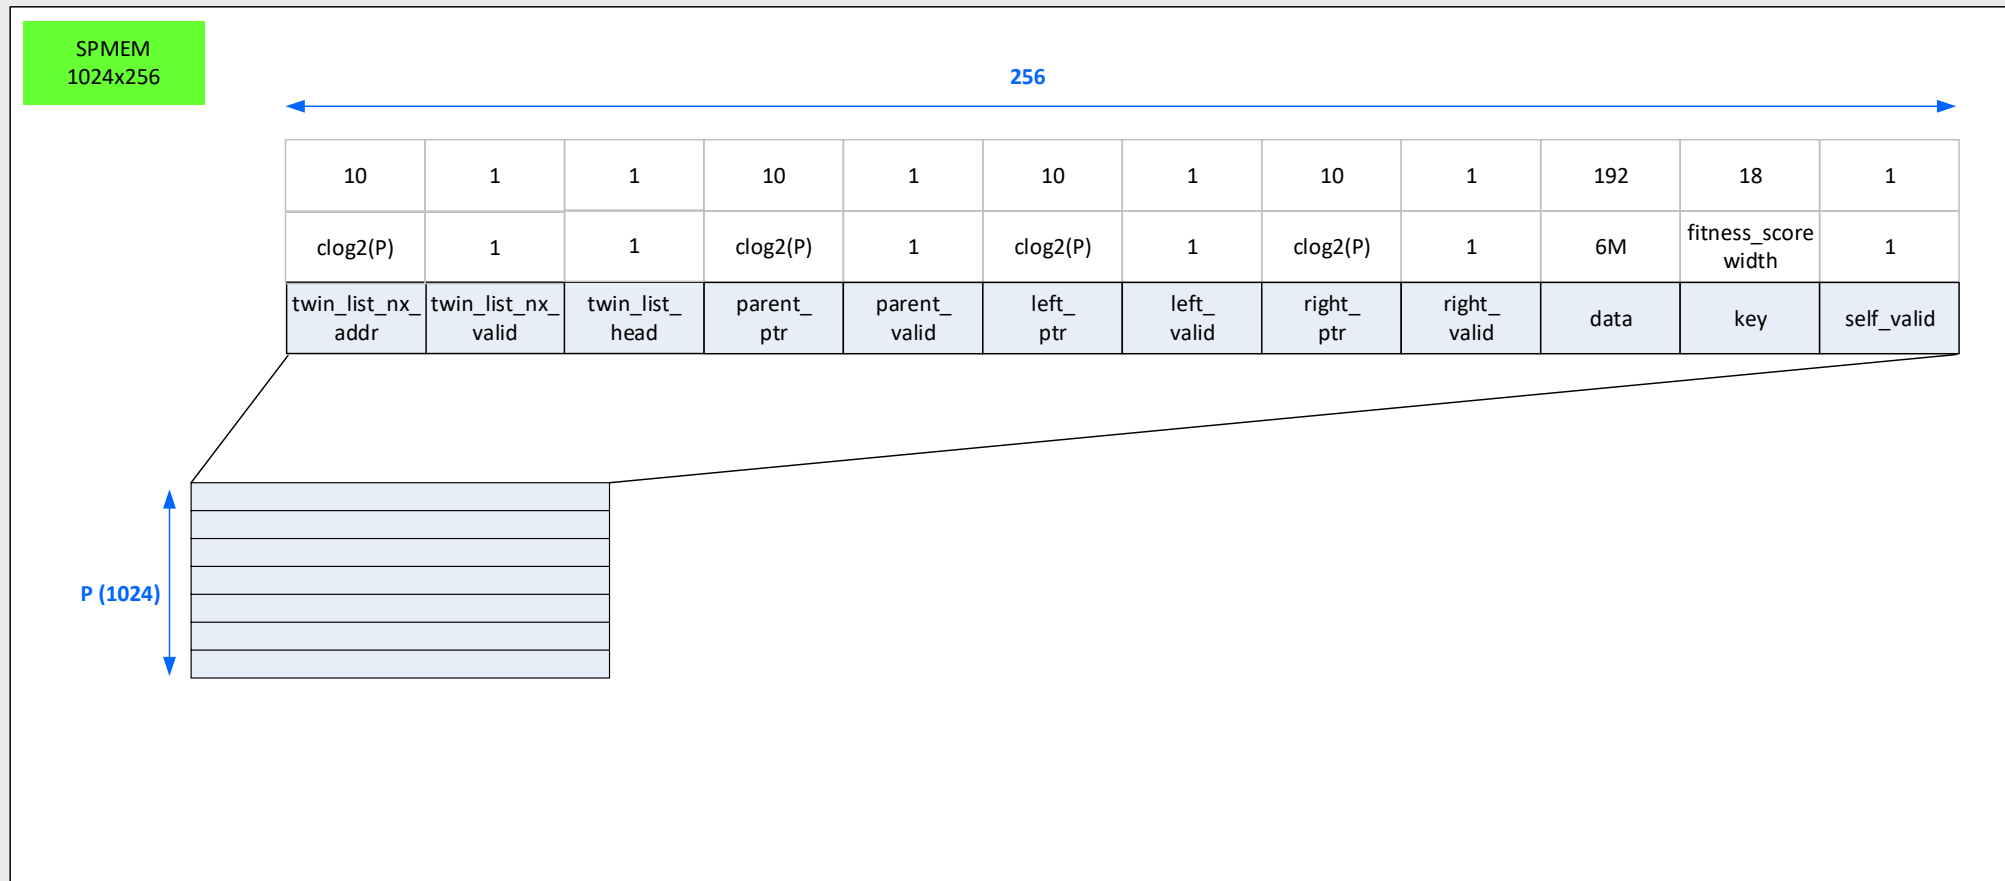 SPMEM
1024x256
256
10 1 1 10 1 10 1 10 1 192 18 1
clog2(P) 1 1 clog2(P) 1 clog2(P) 1 clog2(P) 1 6M fitness_score 1
width
twin_list_nx_ twin_list_nx_ twin_list_ parent_ parent_ left_ left_ right_ right_ data key self_valid
addr valid head ptr valid ptr valid ptr valid
P (1024)